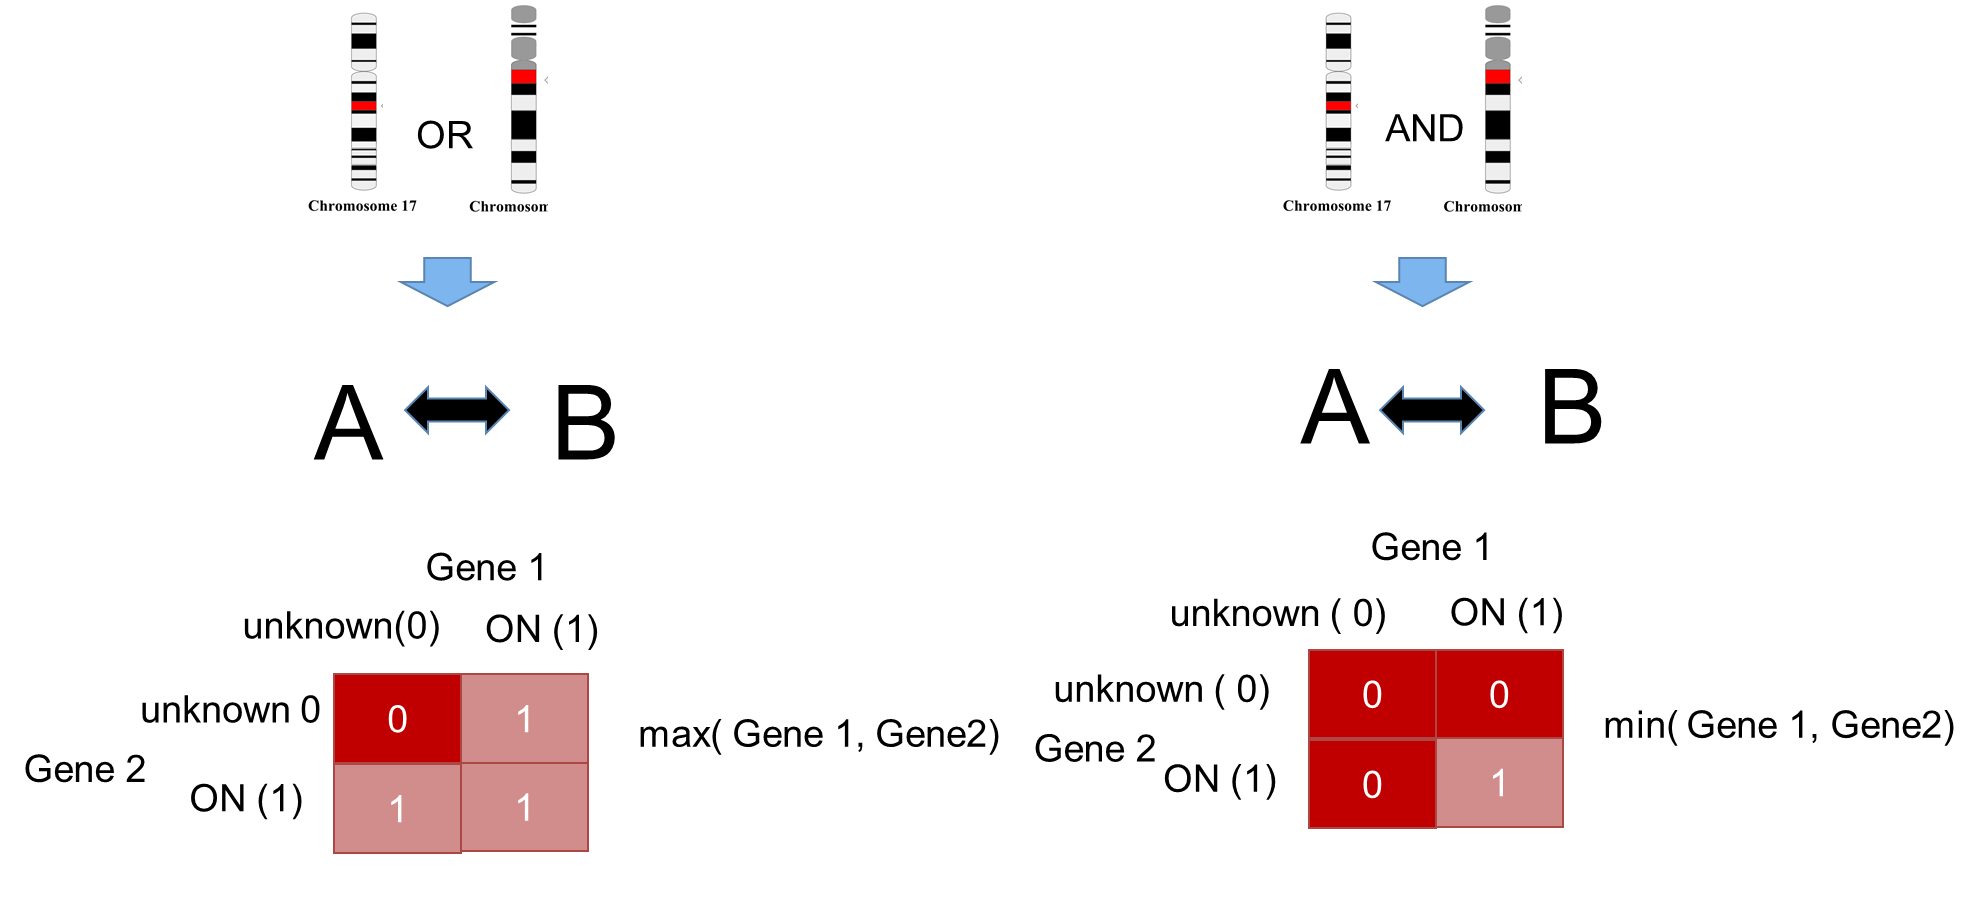 OR
Chromosome 17
Chromosom
A
B
Gene 1
unknown(0)
ON (1)
unknown 0
0
1
Gene 2
ON (1)
1
1
max( Gene 1, Gene2)
AND
Chromosome 17
Chromosom
A
B
Gene 1
unknown ( 0)
ON (1)
unknown ( 0)
0
0
Gene 2
ON (1)
0
1
min( Gene 1, Gene2)